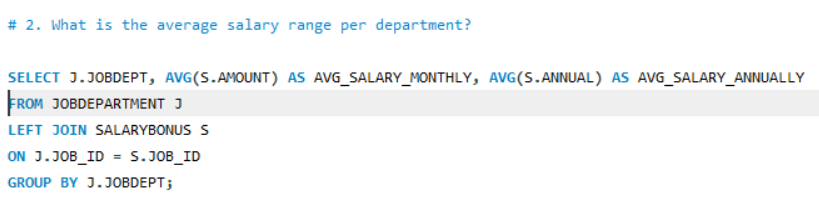 # 2. What is the average salary range per department?
SELECT J.JOBDEPT, AVG(S.AMOUNT) AS AVG_SALARY_MONTHLY, AVG(S.ANNUAL) AS AVG_SALARY_ANNUALLY
FROM JOBDEPARTMENT J
LEFT JOIN SALARYBONUS S
ON J.JOB_ID = S.JOB_ID
GROUP BY J.JOBDEPT;